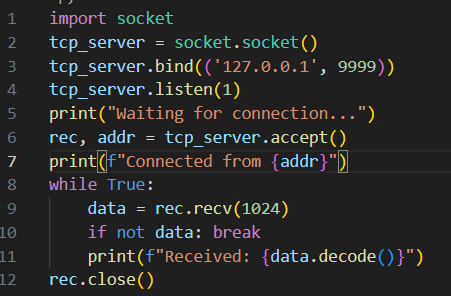 1 import socket
2 tcp_server = socket.socket()
3 tcp_server.bind(('127.0.0.1', 9999))
4 tcp_server.listen(1)
5 print("Waiting for connection...")
6 rec, addr = tcp_server.accept()
7 print(f"Connected from {addr}")
8 while True:
9     data = rec.recv(1024)
10     if not data: break
11     print(f"Received: {data.decode()}")
12 rec.close()